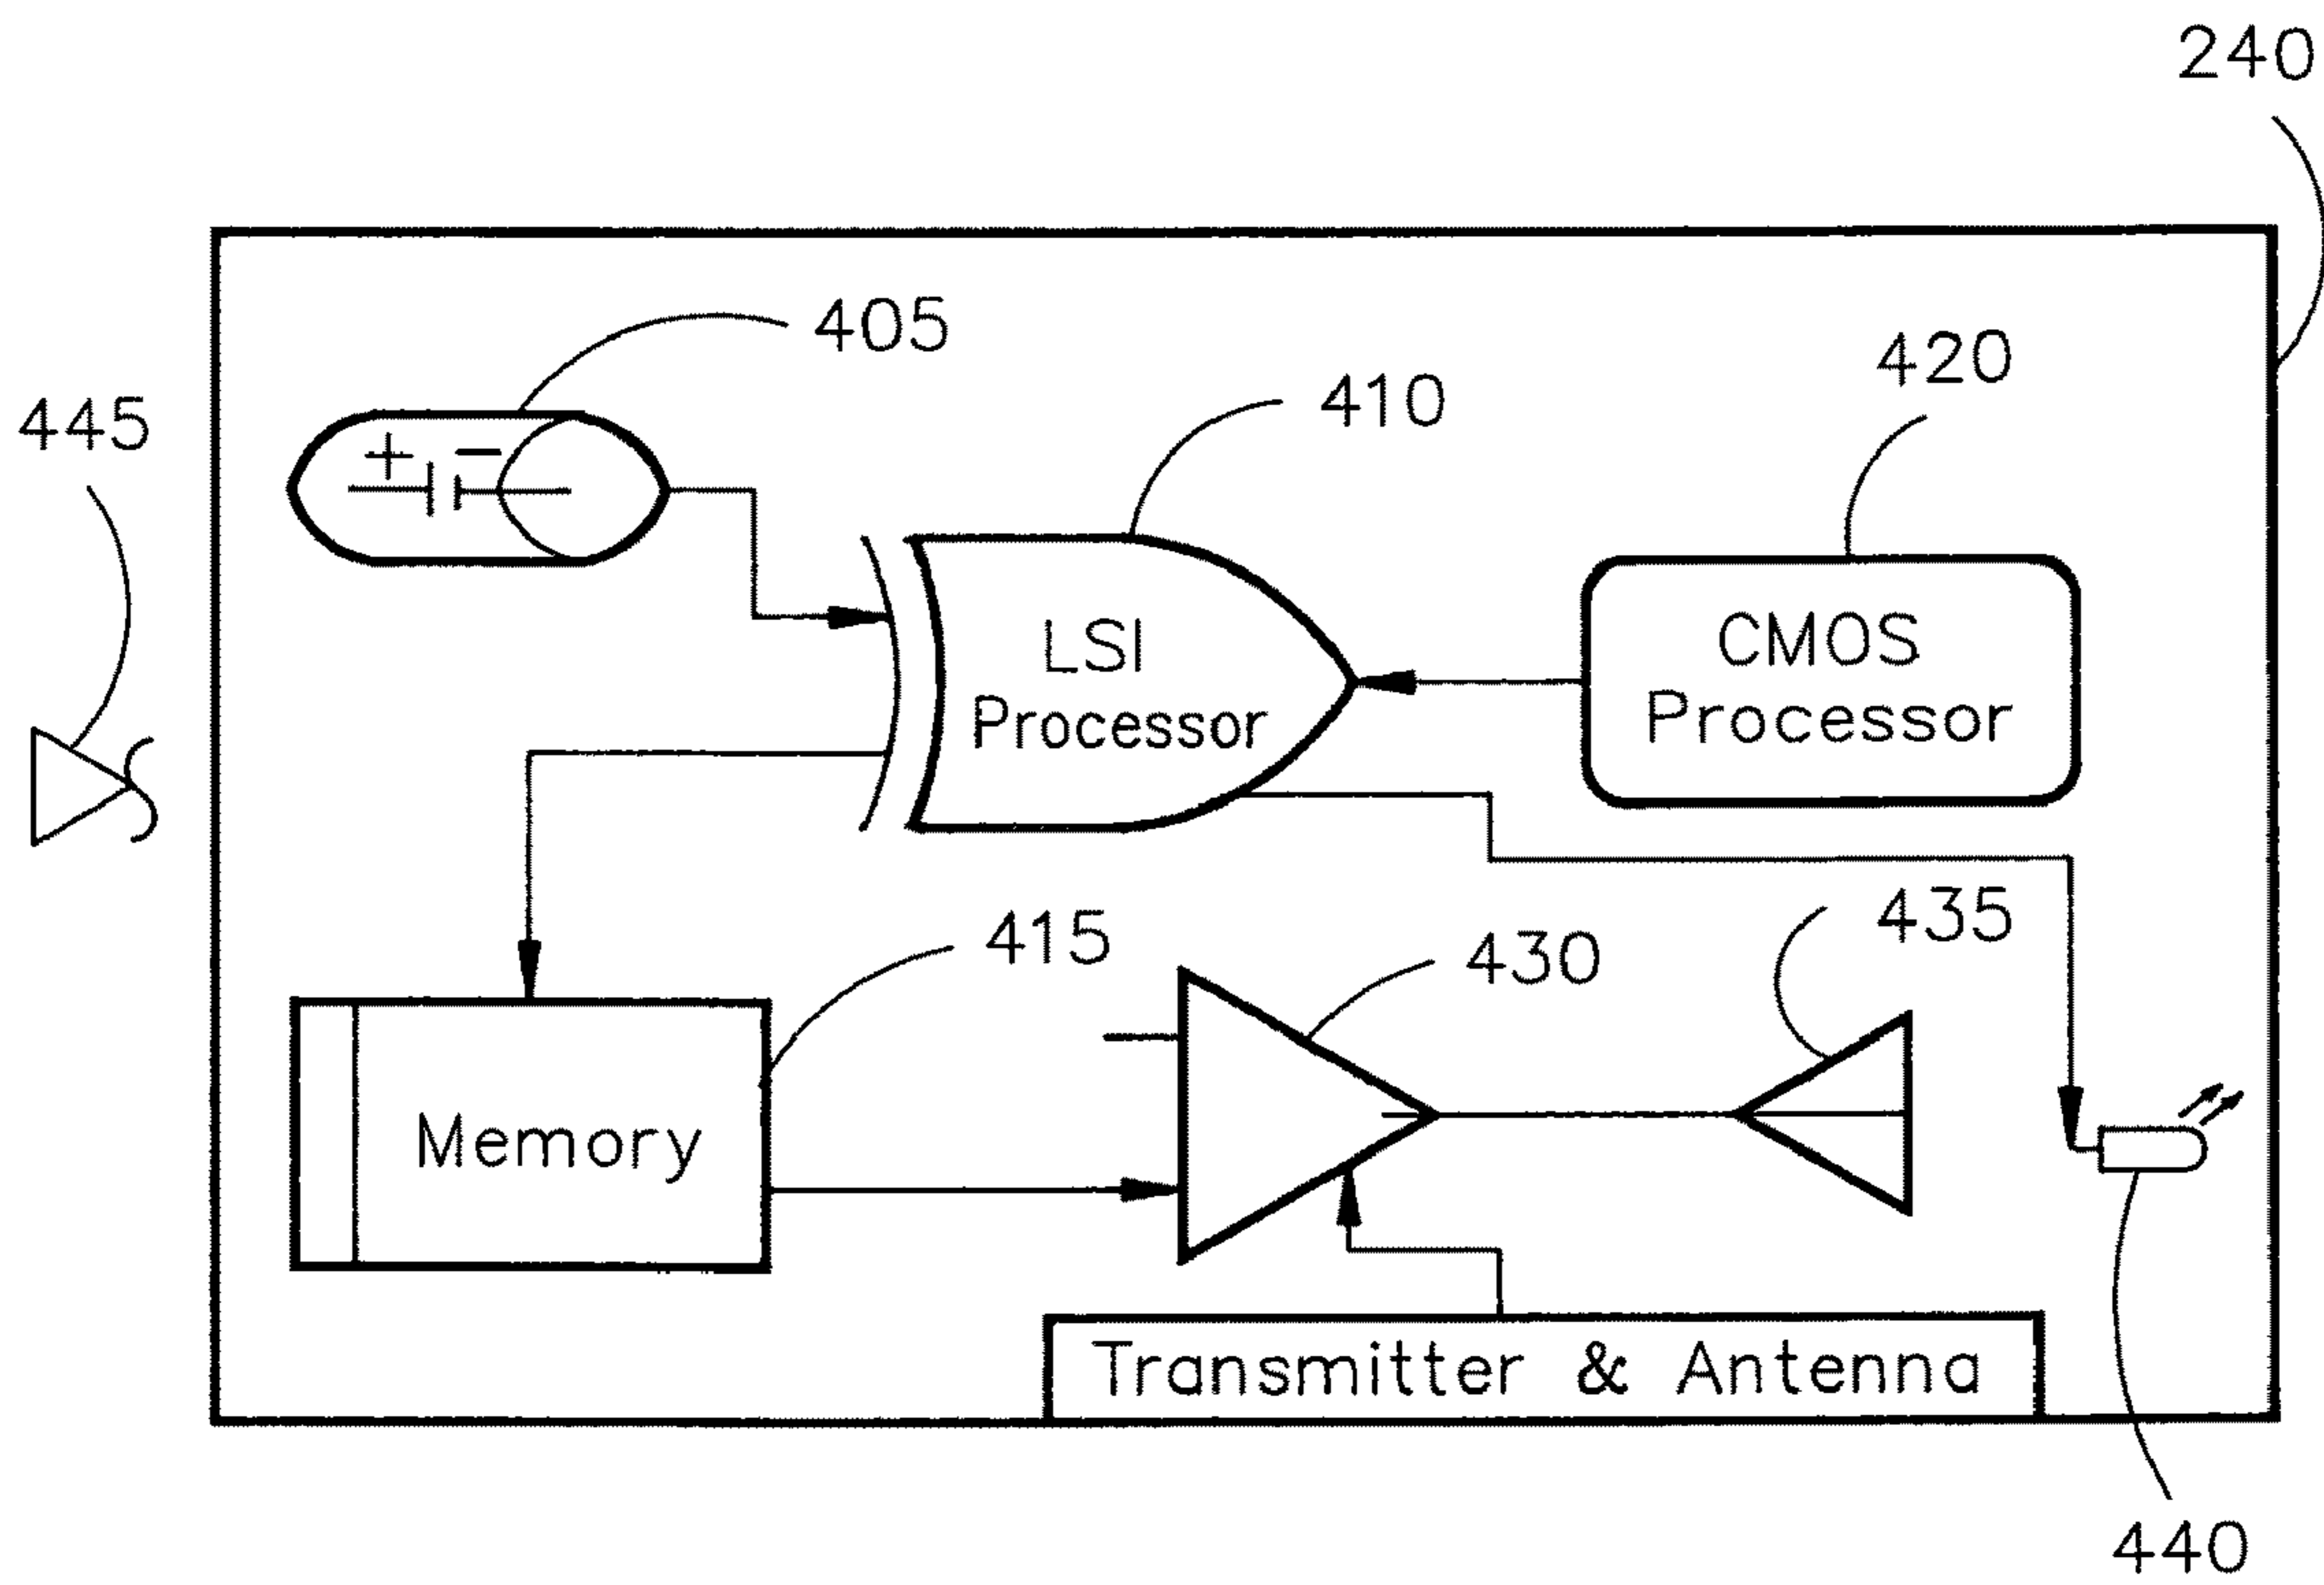 240
405
420
410
445
+ −
LSI
Processor
CMOS
Processor
435
415
430
Memory
Transmitter & Antenna
440